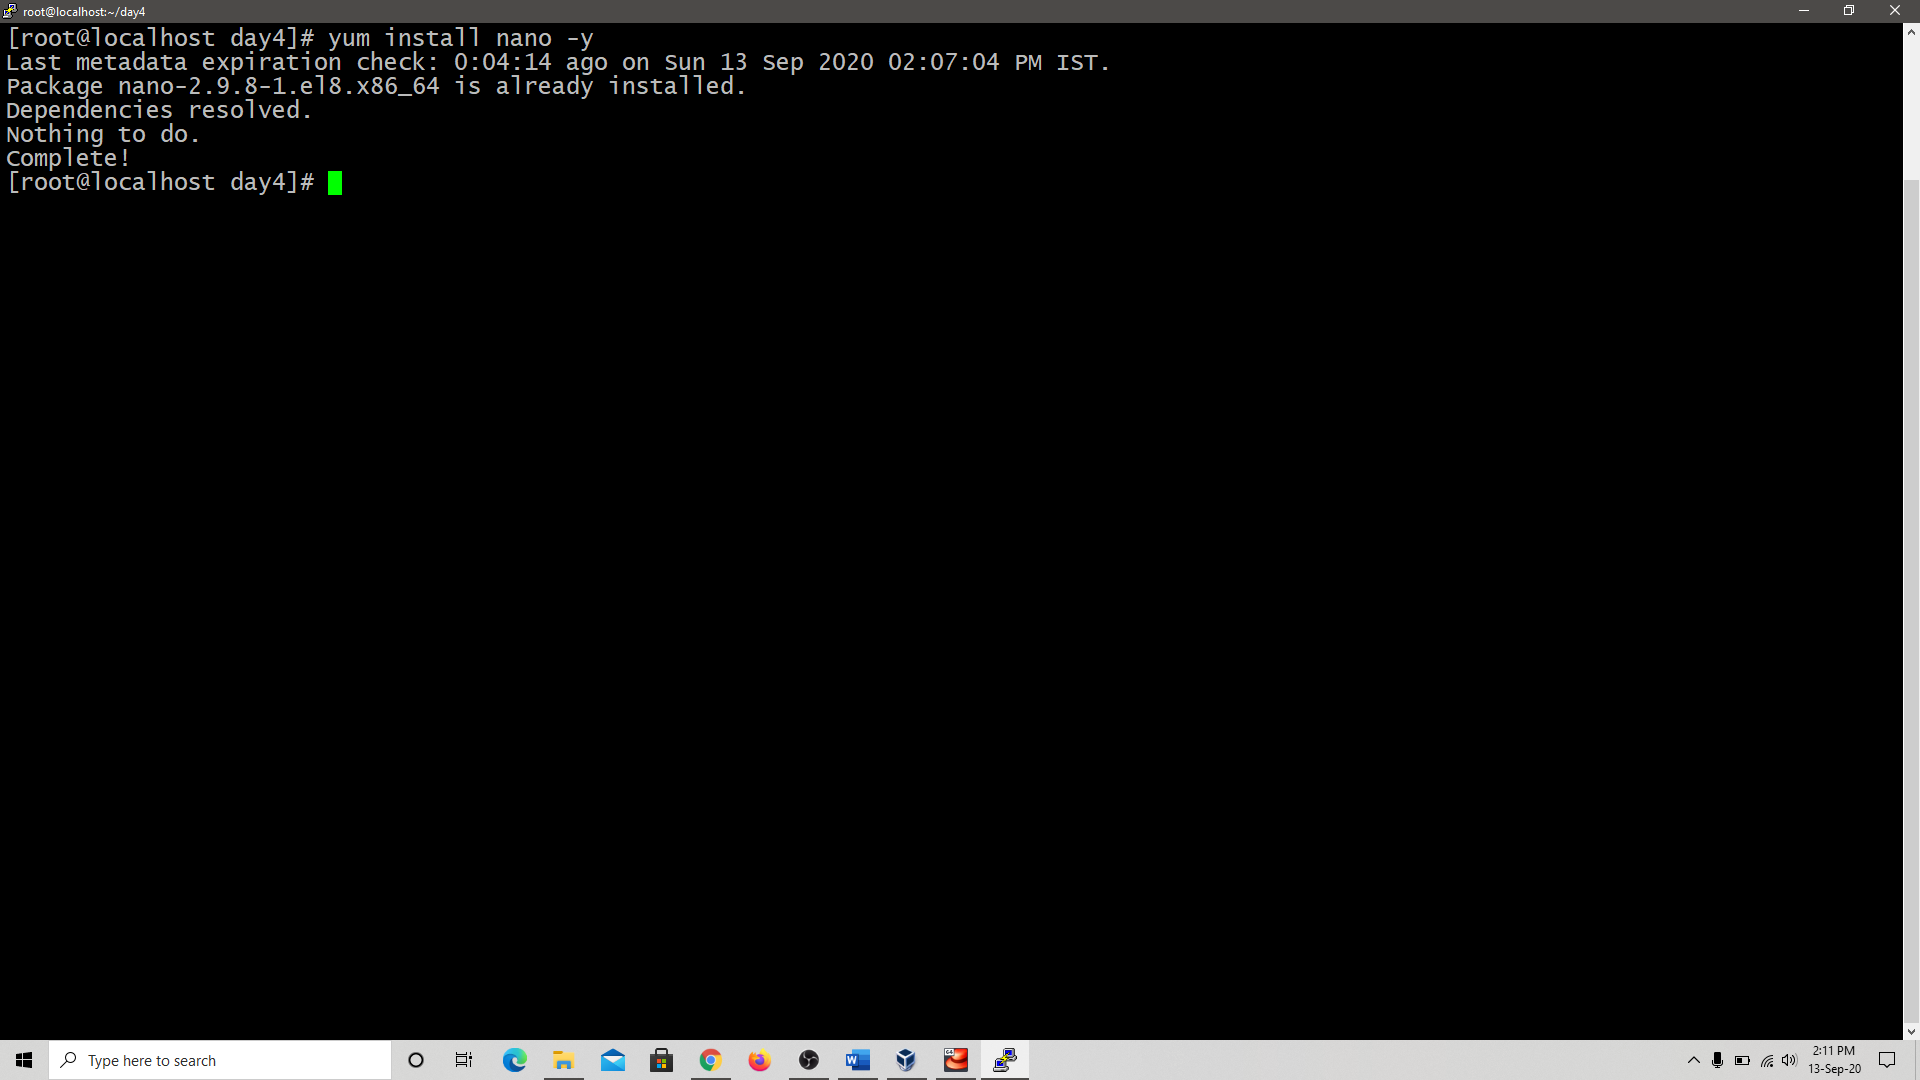 root@localhost:~/day4
[root@localhost day4]# yum install nano -y
Last metadata expiration check: 0:04:14 ago on Sun 13 Sep 2020 02:07:04 PM IST.
Package nano-2.9.8-1.el8.x86_64 is already installed.
Dependencies resolved.
Nothing to do.
Complete!
[root@localhost day4]#
Type here to search
64
2:11 PM
13-Sep-20